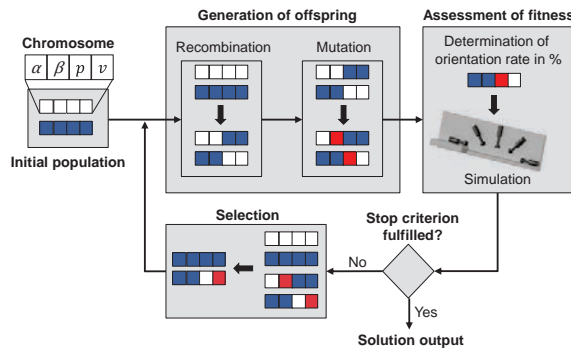 Generation of offspring
Assessment of fitness
Chromosome
α β p v
Initial population
Recombination
Mutation
Determination of
orientation rate in %
Simulation
Selection
Stop criterion
fulfilled?
No
Yes
Solution output